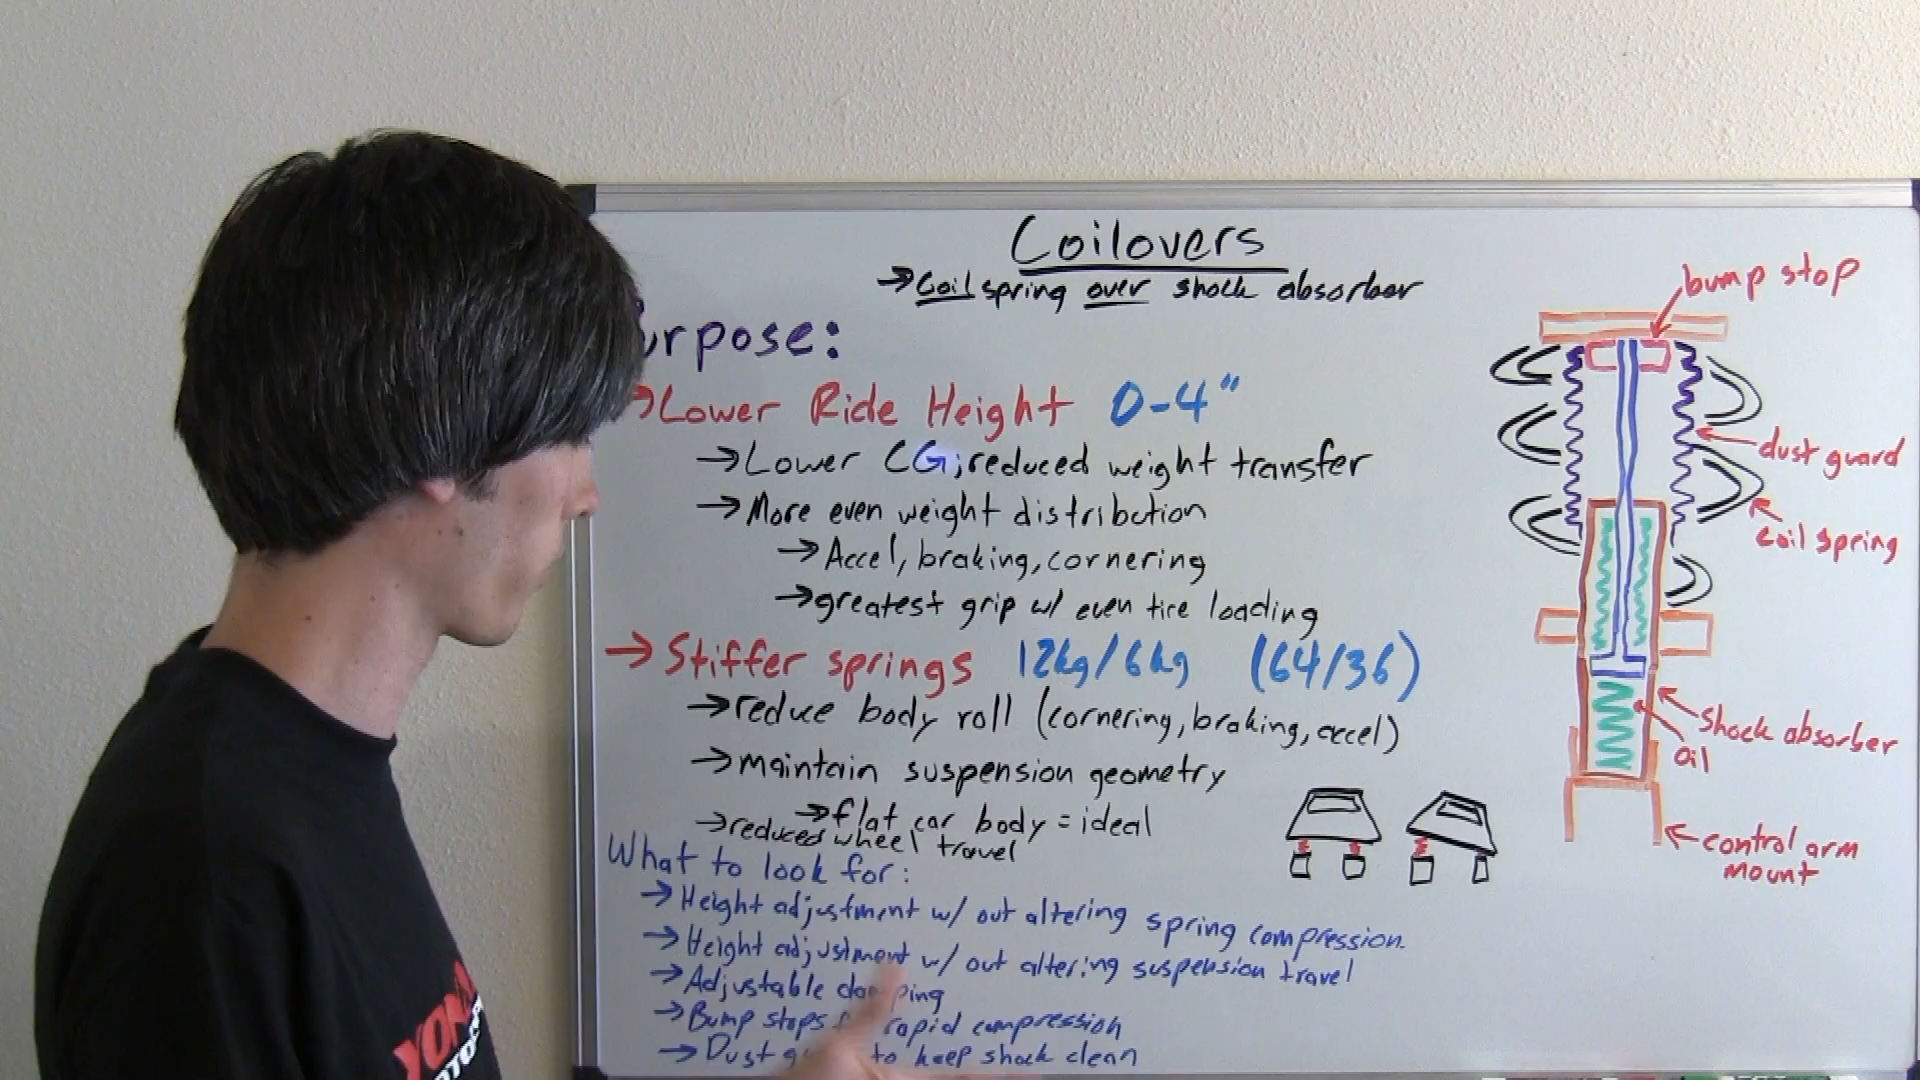 Coilovers
→Coil spring over shock absorber
urpose:
→Lower Ride Height 0-4"
→Lower CG; reduced weight transfer
→More even weight distribution
→Accel, braking, cornering
→greatest grip w/ even tire loading
→Stiffer springs 12kg/6kg (64/36)
→reduce body roll (cornering, braking, accel)
→maintain suspension geometry
→flat car body = ideal
→reduced wheel travel
What to look for:
→Height adjustment w/ out altering spring compression.
→Height adjustment w/ out altering suspension travel
→Adjustable damping
→Bump stops rapid compression
→Dust to keep shock clean
bump stop
dust guard
coil spring
shock absorber
oil
control arm
mount